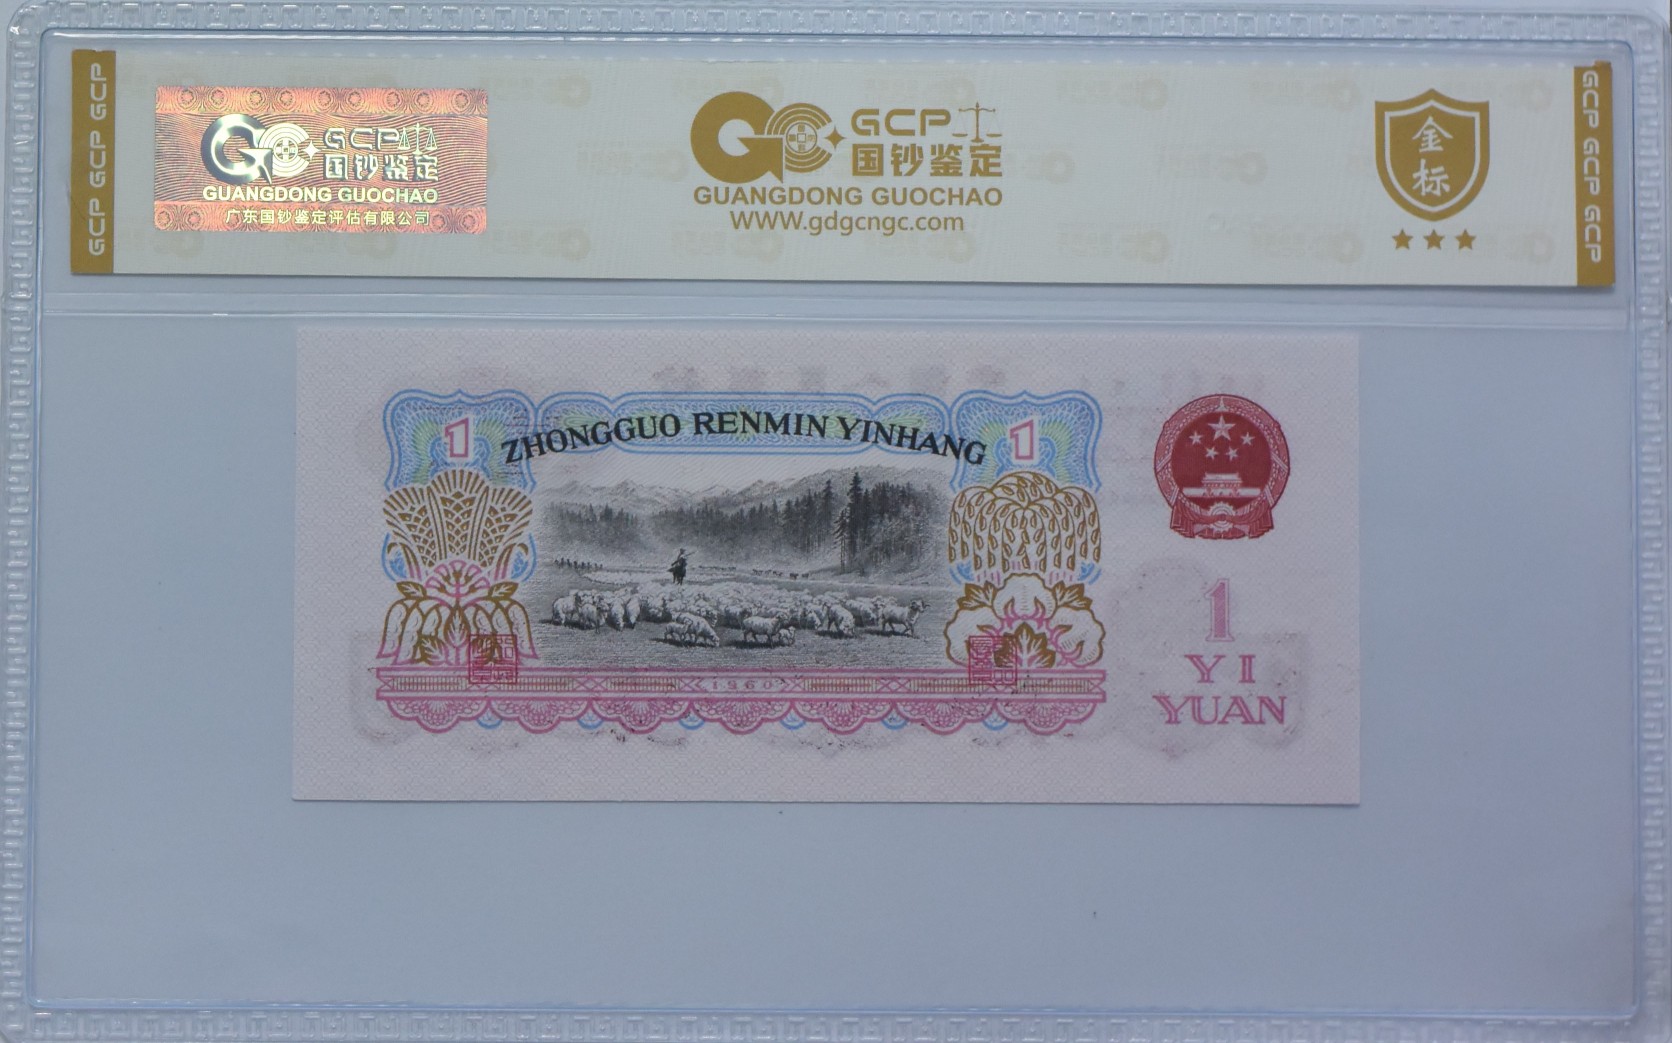 GCP GCP GCP
GCP
国钞鉴定
GUANGDONG GUOCHAO
广东国钞鉴定评估有限公司
GCP
国钞鉴定
GUANGDONG GUOCHAO
WWW.gdgcngc.com
金
标
GCP GCP GCP
1
ZHONGGUO RENMIN YINHANG
1
1960
1
YI
YUAN